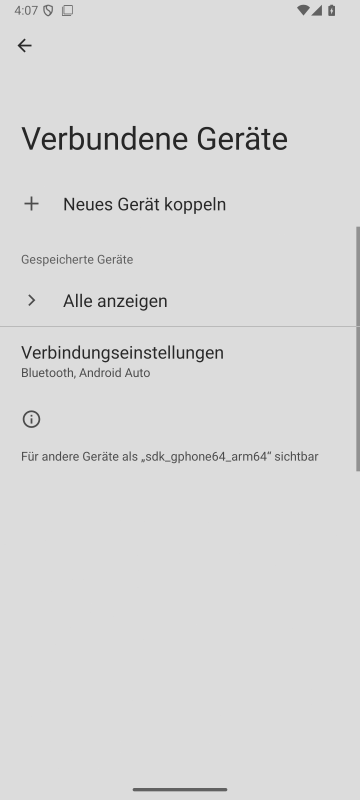 4:07
Verbundene Geräte
Neues Gerät koppeln
Gespeicherte Geräte
Alle anzeigen
Verbindungseinstellungen
Bluetooth, Android Auto
Für andere Geräte als „sdk_gphone64_arm64“ sichtbar